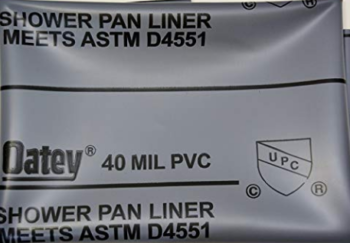 SHOWER PAN LINER
MEETS ASTM D4551
Oatey® 40 MIL PVC
UPC
© ®
SHOWER PAN LINER
MEETS ASTM D4551